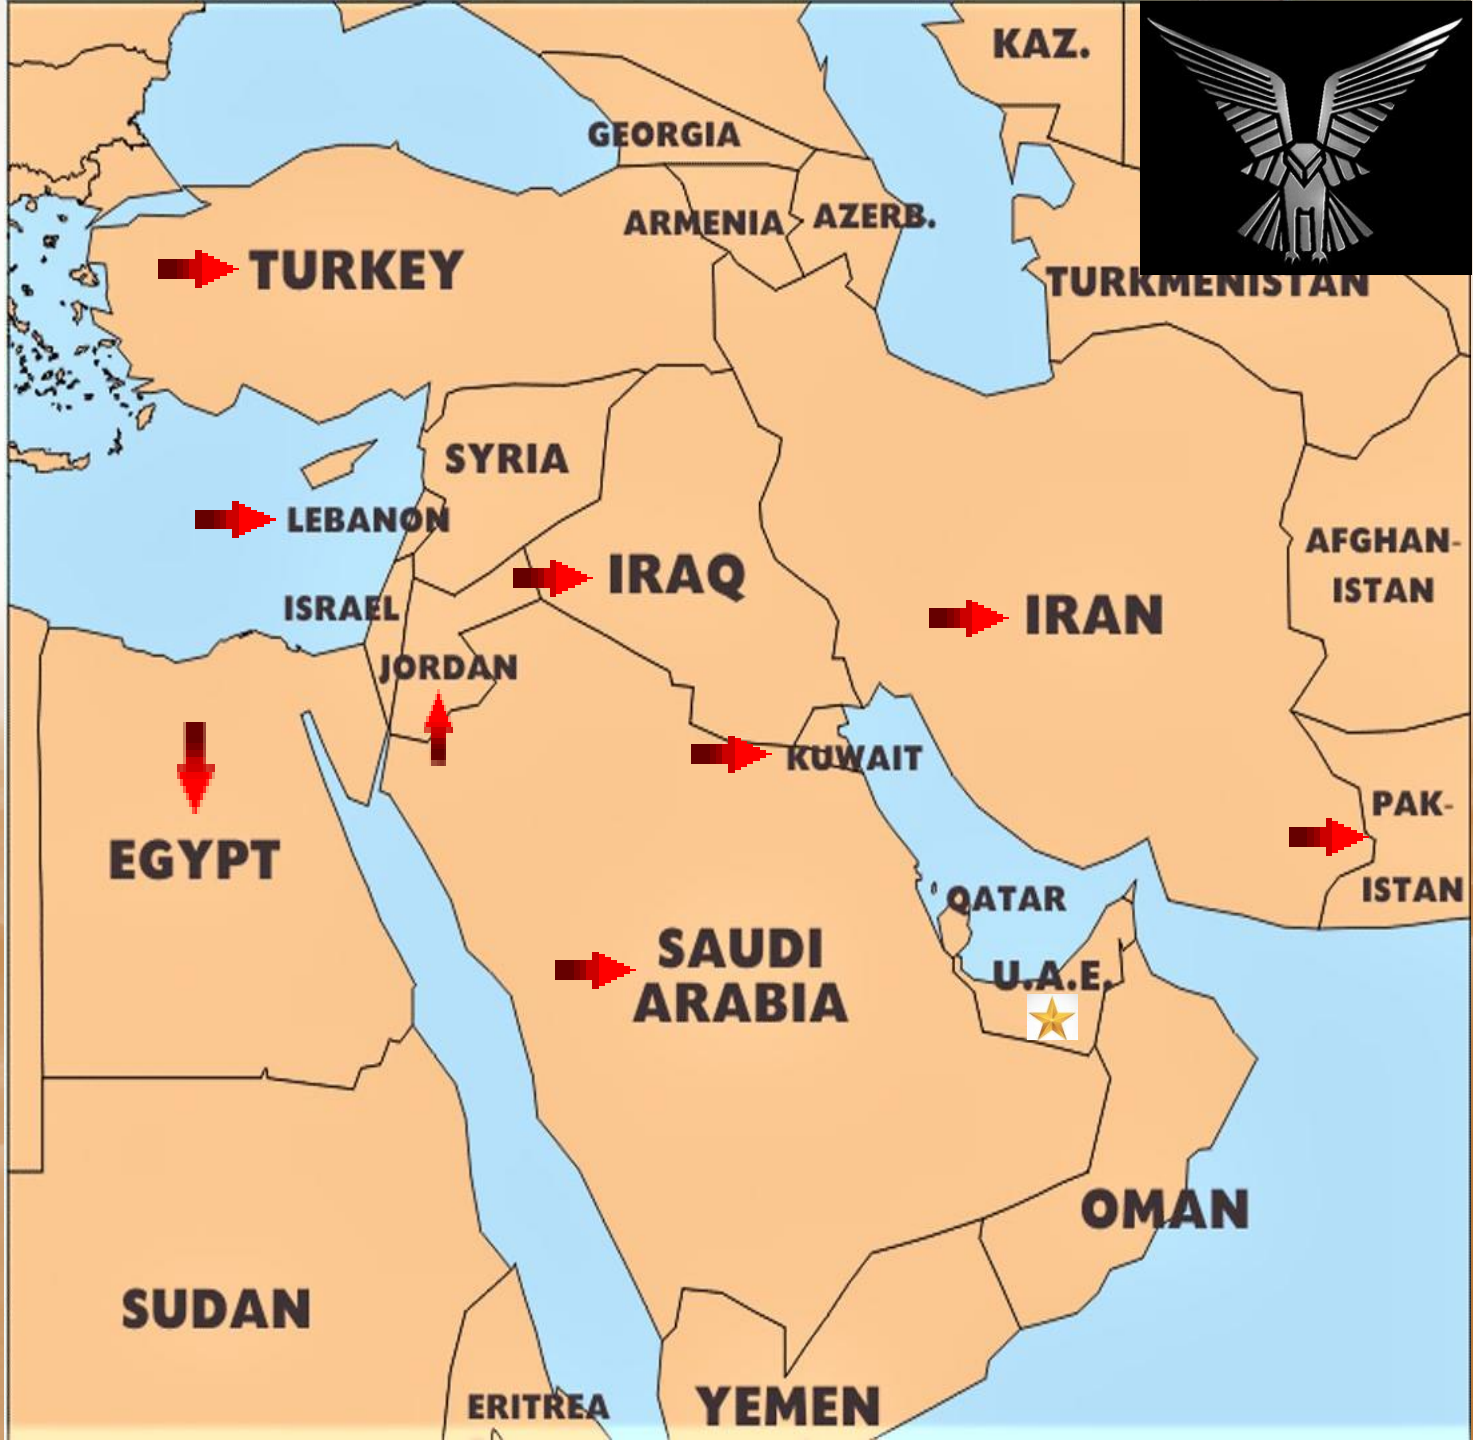 KAZ.
GEORGIA
ARMENIA
AZERB.
TURKEY
TURKMENISTAN
SYRIA
LEBANON
AFGHAN-
ISTAN
IRAQ
ISRAEL
IRAN
JORDAN
KUWAIT
PAK-
ISTAN
EGYPT
QATAR
SAUDI
ARABIA
U.A.E.
OMAN
SUDAN
ERITREA
YEMEN